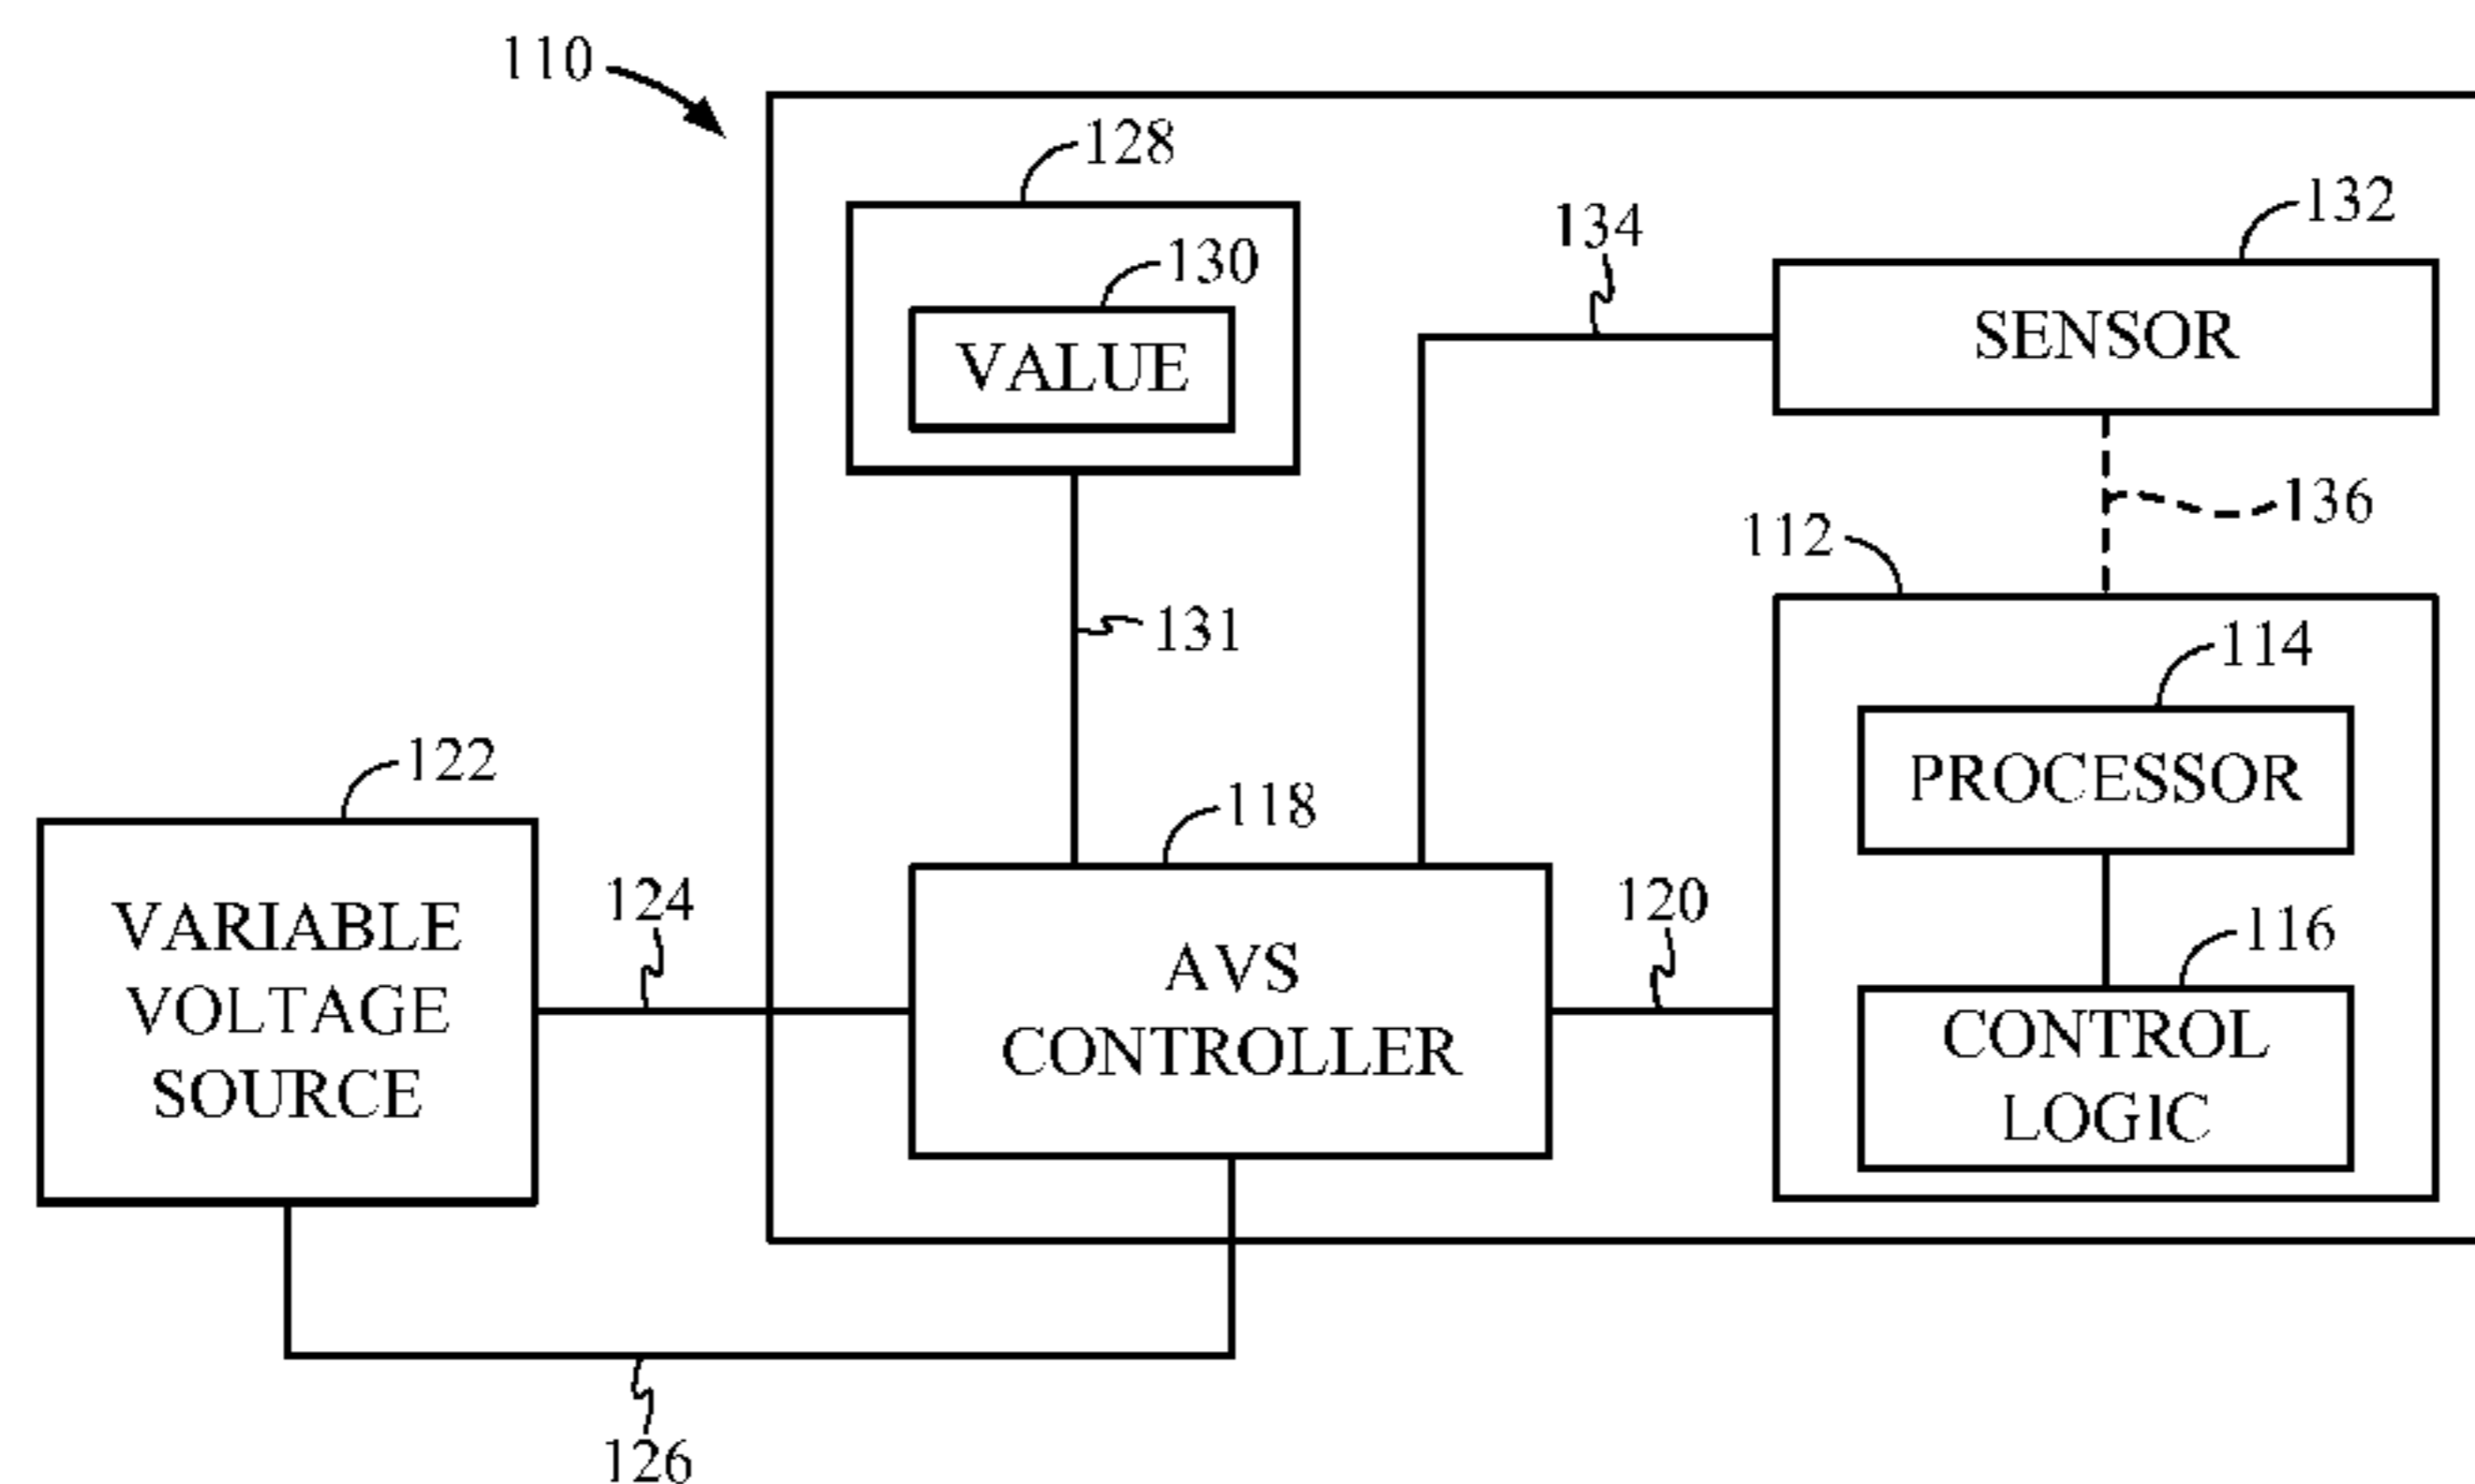 110
128
132
130
134
VALUE
SENSOR
136
112
131
114
122
PROCESSOR
118
124
120
116
VARIABLE
VOLTAGE
SOURCE
AVS
CONTROLLER
CONTROL
LOGIC
126